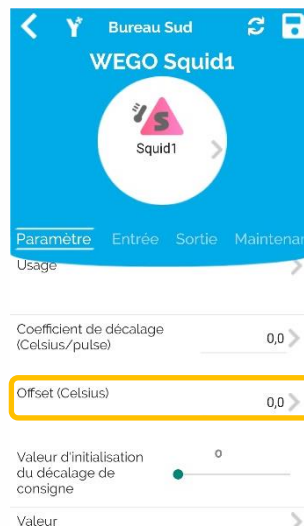 Bureau Sud
WEGO Squid1
S
Squid1
Paramètre Entrée Sortie Maintenan
Usage
Coefficient de décalage
(Celsius/pulse)
0,0
Offset (Celsius)
0,0
Valeur d'initialisation
du décalage de
consigne
0
Valeur